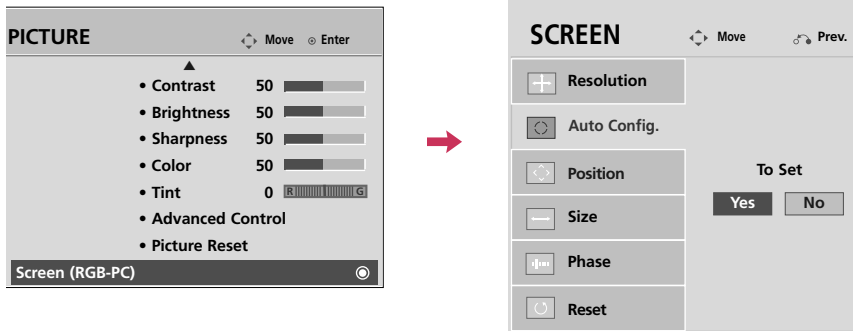 PICTURE
Move
Enter
• Contrast 50
• Brightness 50
• Sharpness 50
• Color 50
• Tint 0 R G
• Advanced Control
• Picture Reset
Screen (RGB-PC)
SCREEN
Move
Prev.
Resolution
Auto Config.
Position
Size
Phase
Reset
To Set
Yes
No